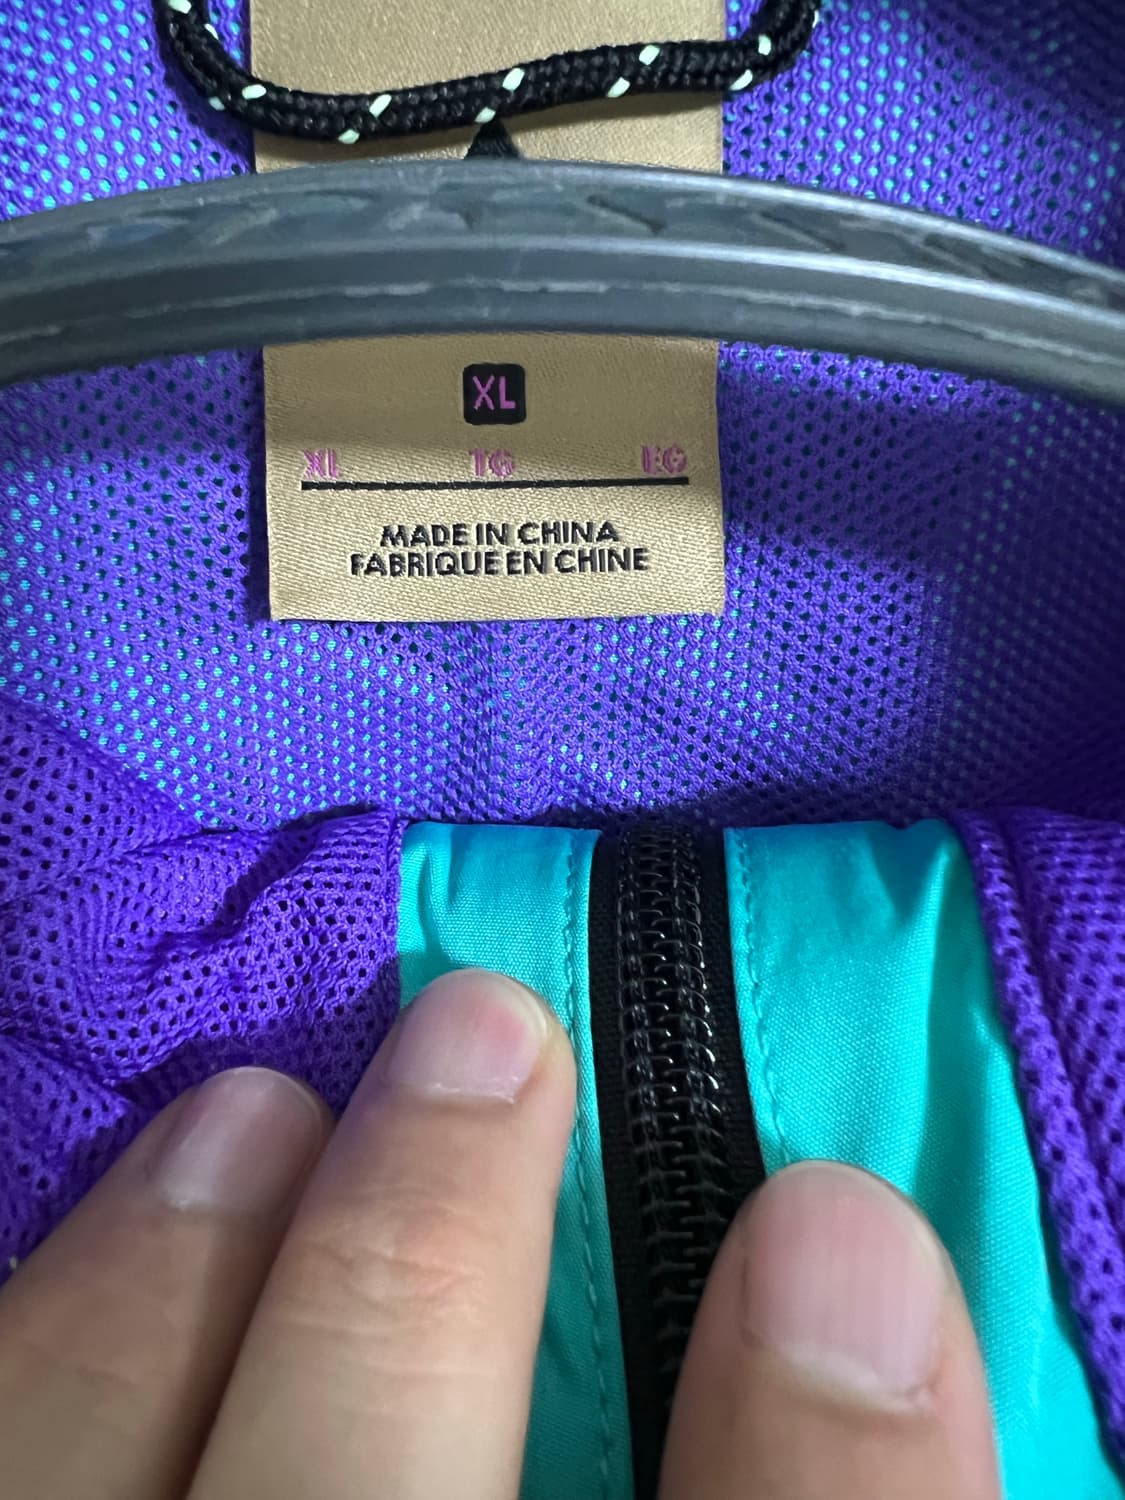 XL
XL TG EG
MADE IN CHINA
FABRIQUE EN CHINE